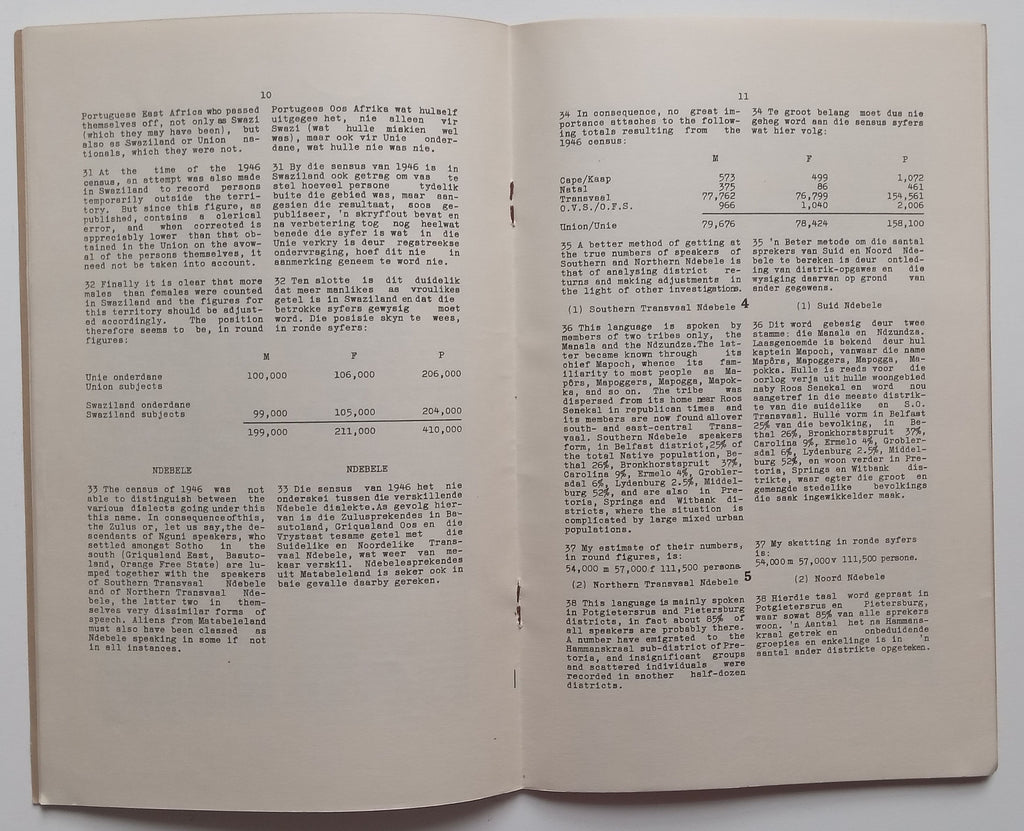 10
Portuguese East Africa who passed
themselves off, not only as Swazi
(which they may have been), but
also as Swaziland or Union na-
tionals, which they were not.
31 At the time of the 1946
census, an attempt was also made
in Swaziland to record persons
temporarily outside the terri-
tory. But since this figure, as
published, contains a clerical
error, and when corrected is
appreciably lower than that ob-
tained in the Union on the avow-
al of the persons themselves, it
need not be taken into account.
32 Finally it is clear that more
males than females were counted
in Swaziland and the figures for
this territory should be adjust-
ed accordingly. The position
therefore seems to be, in round
figures:
Portugees Oos Afrika wat hulself
uitgegee het, nie alleen vir
Swazi (wat hulle miskien wel
was), maar ook vir Unie onder-
dane, wat hulle nie was nie.
31 By die sensus van 1946 is in
Swaziland ook getrag om vas te
stel hoeveel persone tydelik
buite die gebied was, maar aan-
gesien die resultaat, soos ge-
publiseer, 'n skryffout bevat en
na verbetering tog nog heelwat
benede die syfer is wat in die
Unie verkry is deur regstreekse
ondervraging, hoef dit nie in
aanmerking geneem te word nie.
32 Ten slotte is dit duidelik
dat meer manlikes as vroulikes
getel is in Swaziland en dat die
betrokke syfers gewysig moet
word. Die posisie skyn te wees,
in ronde syfers:
M F P
Unie onderdane 100,000 106,000 206,000
Union subjects
Swaziland onderdane
Swaziland subjects 99,000 105,000 204,000
199,000 211,000 410,000
NDEBELE
33 The census of 1946 was not
able to distinguish between the
various dialects going under this
this name. In consequence of this,
the Zulus or, let us say, the de-
scendants of Nguni speakers, who
settled amongst Sotho in the
south (Griqualand East, Basuto-
land, Orange Free State) are lu-
mped together with the speakers
of Southern Transvaal Ndebele
and of Northern Transvaal Nde-
bele, the latter two in them-
selves very dissimilar forms of
speech. Aliens from Matabeleland
must also have been classed as
Ndebele speaking in some if not
in all instances.
NDEBELE
33 Die sensus van 1946 het nie
onderskei tussen die verskillende
Ndebele dialekte. As gevolg hier-
van is die Zulusprekendes in Ba-
sutoland, Griqualand Oos en die
Vrystaat tesame getel met die
Suidelike en Noordelike Trans-
vaal Ndebele, wat weer van me-
kaar verskil. Ndebelesprekendes
uit Matabeleland is seker ook in
baie gevalle daarby gereken.
11
34 In consequence, no great im-
portance attaches to the follow-
ing totals resulting from the
1946 census:
34 Te groot belang moet dus nie
geheg word aan die sensus syfers
wat hier volg:
M F P
Cape/Kaap 573 499 1,072
Natal 375 86 461
Transvaal 77,762 76,799 154,561
O.V.S./O.F.S. 966 1,040 2,006
Union/Unie 79,676 78,424 158,100
35 A better method of getting at
the true numbers of speakers of
Southern and Northern Ndebele is
that of analysing district re-
turns and making adjustments in
the light of other investigations.
(1) Southern Transvaal Ndebele 4
36 This language is spoken by
members of two tribes only, the
Manala and the Ndzundza. The lat-
ter became known through its
chief Mapoch, whence its fam-
iliarity to most people as Ma-
pôrs, Mapoggers, Mapogga, Mapok-
ka, and so on. The tribe was
dispersed from its home near Roos
Senekal in republican times and
its members are now found all over
south- and east-central Trans-
vaal. Southern Ndebele speakers
form, in Belfast district, 25% of
the total Native population, Be-
thal 26%, Bronkhorstspruit 37%,
Carolina 9%, Ermelo 4%, Grobler-
sdal 6%, Lydenburg 2.5%, Middel-
burg 52%, and are also in Pre-
toria, Springs and Witbank di-
stricts, where the situation is
complicated by large mixed urban
populations.
37 My estimate of their numbers,
in round figures, is:
54,000 m 57,000 f 111,500 persons.
(2) Northern Transvaal Ndebele 5
38 This language is mainly spoken
in Potgietersrus and Pietersburg
districts, in fact about 85% of
all speakers are probably there.
A number have emigrated to the
Hammanskraal sub-district of Pre-
toria, and insignificant groups
and scattered individuals were
recorded in another half-dozen
districts.
35 'n Beter metode om die aantal
sprekers van Suid en Noord Nde-
bele te bereken is deur ontled-
ing van distrik-opgawes en die
wysiging daarvan op grond van
ander gegewens.
(1) Suid Ndebele
36 Dit word gebesig deur twee
stamme: die Manala en Ndzundza.
Laasgenoemde is bekend deur hul
kaptein Mapoch, vanwaar die name
Mapôrs, Mapoggers, Mapogga, Ma-
pokka. Hulle is reeds voor die
oorlog verja uit hulle woongebied
naby Roos Senekal en word nou
aangetref in die meeste distrik-
te van die suidelike en S.O.
Transvaal. Hulle vorm in Belfast
25% van die bevolking, in Be-
thal 26%, Bronkhorstspruit 37%,
Carolina 9%, Ermelo 4%, Grobler-
sdal 6%, Lydenburg 2.5%, Middel-
burg 52%, en woon verder in Pre-
toria, Springs en Witbank dis-
trikte, waar egter die groot en
gemengde stedelike bevolkings
die saak ingewikkelder maak.
37 My skatting in ronde syfers
is:
54,000 m 57,000 v 111,500 persone.
(2) Noord Ndebele
38 Hierdie taal word gepraat in
Potgietersrus en Pietersburg,
waar sowat 85% van alle sprekers
woon. 'n Aantal het na Hammans-
kraal getrek en onbeduidende
groepies en enkelinge is in 'n
aantal ander distrikte opgeteken.